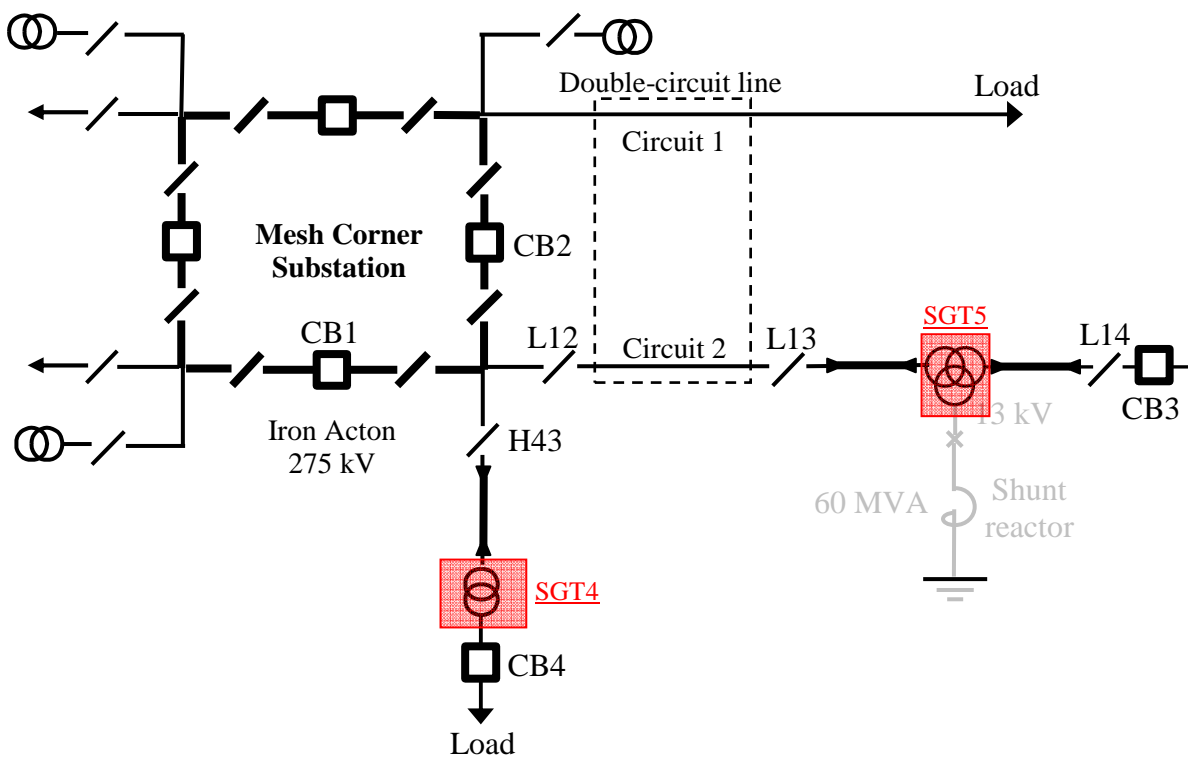 Double-circuit line
Load
Circuit 1
Mesh Corner
Substation
CB2
CB1
L12
Circuit 2
L13
SGT5
L14
CB3
Iron Acton
275 kV
H43
13 kV
60 MVA
Shunt
reactor
SGT4
CB4
Load